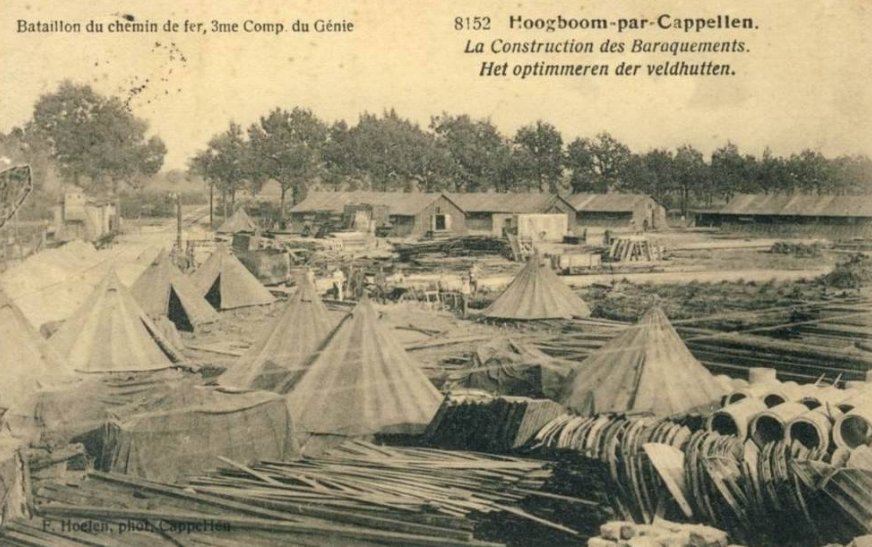 Bataillon du chemin de fer, 3me Comp. du Génie
8152 Hoogboom-par-Cappellen.
La Construction des Baraquements.
Het optimmeren der veldhutten.
F. Hoelen, phot. Cappellen